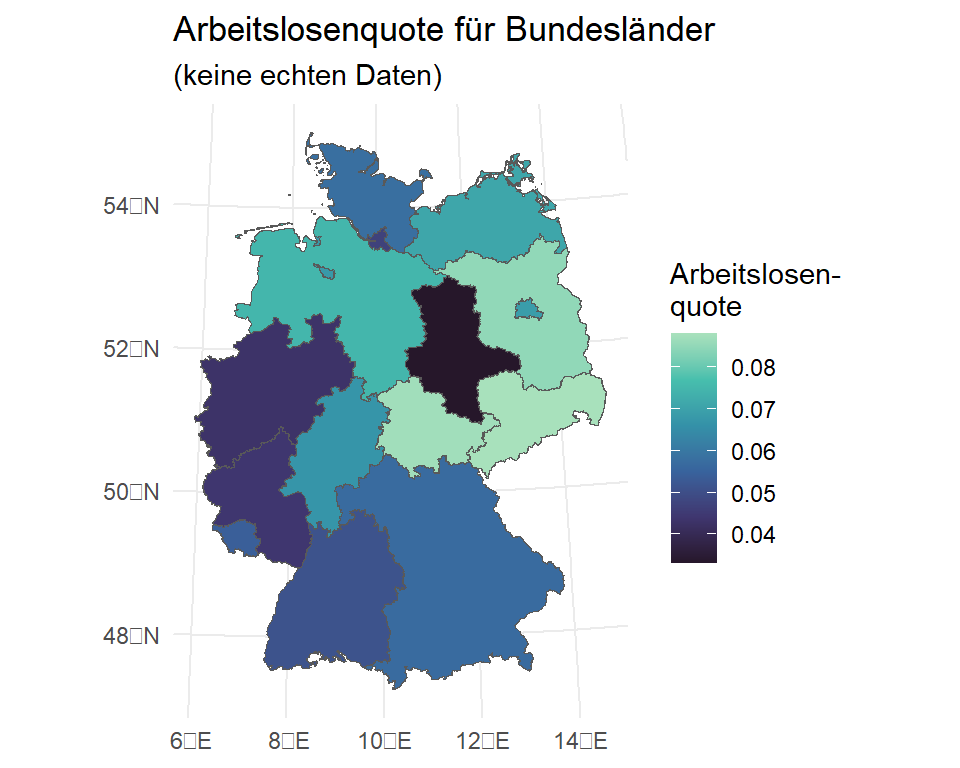 Arbeitslosenquote für Bundesländer
(keine echten Daten)
54□N
52□N
50□N
48□N
6□E
8□E
10□E
12□E
14□E
Arbeitslosen-
quote
0.08
0.07
0.06
0.05
0.04